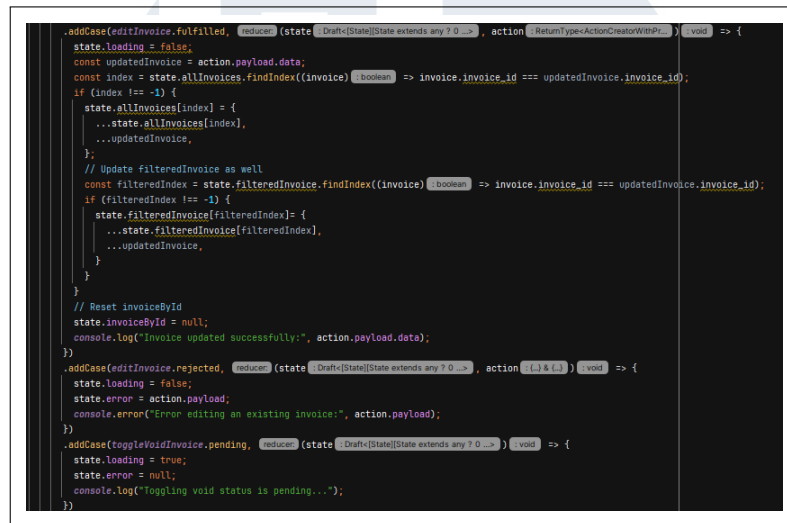 .addCase(editInvoice.fulfilled, reducer: (state : Draft<[State][State extends any ? 0 ...> , action : ReturnType<ActionCreatorWithPr... ) : void => {
state.loading = false;
const updatedInvoice = action.payload.data;
const index = state.allInvoices.findIndex((invoice) : boolean => invoice.invoice_id === updatedInvoice.invoice_id);
if (index !== -1) {
state.allInvoices[index] = {
...state.allInvoices[index],
...updatedInvoice,
};
// Update filteredInvoice as well
const filteredIndex = state.filteredInvoice.findIndex((invoice) : boolean => invoice.invoice_id === updatedInvoice.invoice_id);
if (filteredIndex !== -1) {
state.filteredInvoice[filteredIndex]= {
...state.filteredInvoice[filteredIndex],
...updatedInvoice,
}
}
}
// Reset invoiceById
state.invoiceById = null;
console.log("Invoice updated successfully:", action.payload.data);
})
.addCase(editInvoice.rejected, reducer: (state : Draft<[State][State extends any ? 0 ...> , action : {...} & {...} ) : void => {
state.loading = false;
state.error = action.payload;
console.error("Error editing an existing invoice:", action.payload);
})
.addCase(toggleVoidInvoice.pending, reducer: (state : Draft<[State][State extends any ? 0 ...> ) : void => {
state.loading = true;
state.error = null;
console.log("Toggling void status is pending...");
})